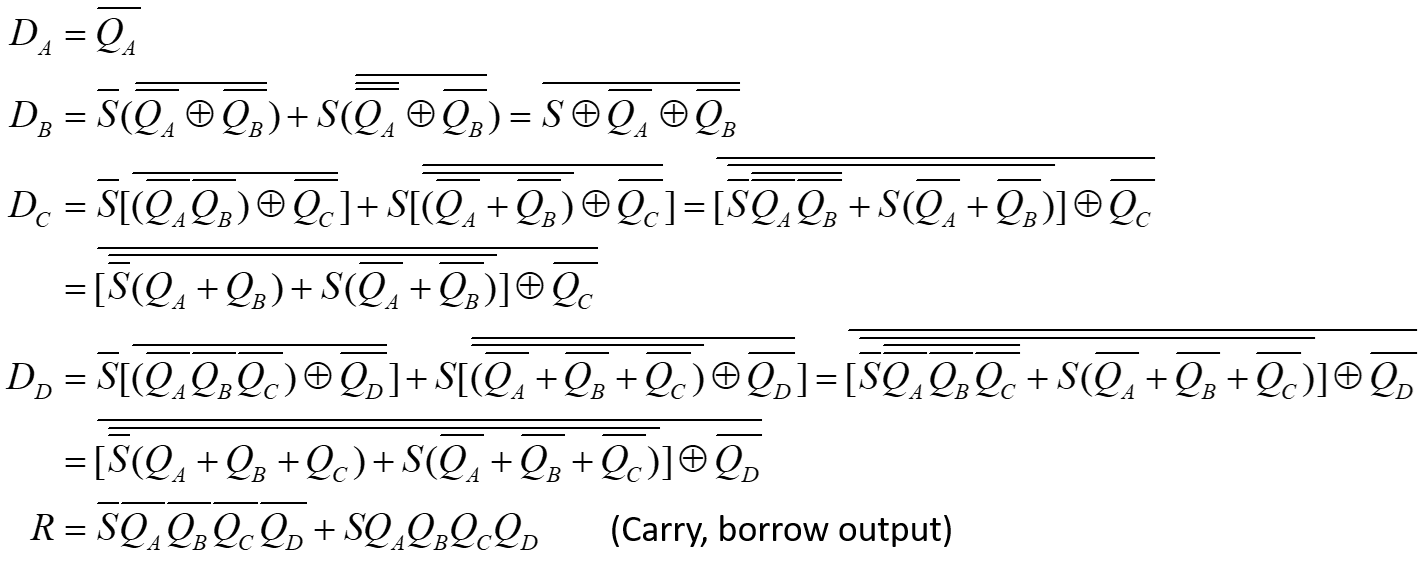 $D_A = \overline{Q_A}$
$D_B = \overline{S}(\overline{\overline{Q_A} \oplus \overline{Q_B}}) + S(\overline{\overline{\overline{Q_A}} \oplus \overline{Q_B}}) = \overline{S \oplus \overline{Q_A} \oplus \overline{Q_B}}$
$D_C = \overline{S}[\overline{(\overline{Q_A}\,\overline{Q_B}) \oplus \overline{Q_C}}] + S[\overline{\overline{(\overline{Q_A} + \overline{Q_B})} \oplus \overline{Q_C}}] = \overline{[\overline{\overline{S}\,\overline{\overline{Q_A}\,\overline{Q_B}} + S(\overline{Q_A} + \overline{Q_B})}] \oplus \overline{Q_C}}$
$= \overline{[\overline{\overline{S}(Q_A + Q_B) + S(\overline{Q_A} + \overline{Q_B})}] \oplus \overline{Q_C}}$
$D_D = \overline{S}[\overline{(\overline{Q_A}\,\overline{Q_B}\,\overline{Q_C}) \oplus \overline{Q_D}}] + S[\overline{\overline{(\overline{Q_A} + \overline{Q_B} + \overline{Q_C})} \oplus \overline{Q_D}}] = \overline{[\overline{\overline{S}\,\overline{\overline{Q_A}\,\overline{Q_B}\,\overline{Q_C}} + S(\overline{Q_A} + \overline{Q_B} + \overline{Q_C})}] \oplus \overline{Q_D}}$
$= \overline{[\overline{\overline{S}(Q_A + Q_B + Q_C) + S(\overline{Q_A} + \overline{Q_B} + \overline{Q_C})}] \oplus \overline{Q_D}}$
$R = \overline{S}\,\overline{Q_A}\,\overline{Q_B}\,\overline{Q_C}\,\overline{Q_D} + SQ_AQ_BQ_CQ_D$ (Carry, borrow output)